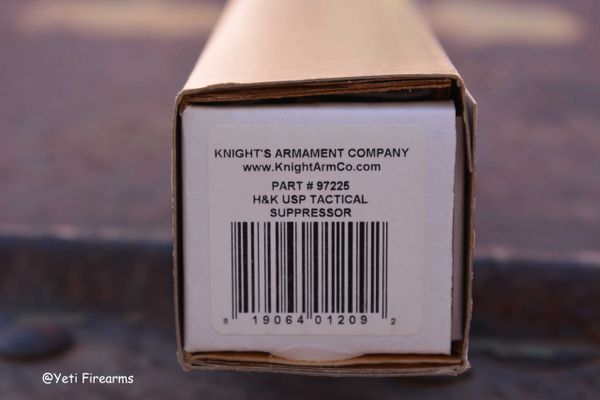 KNIGHT'S ARMAMENT COMPANY
www.KnightArmCo.com
PART # 97225
H&K USP TACTICAL
SUPPRESSOR
8 19064 01209 2
@Yeti Firearms